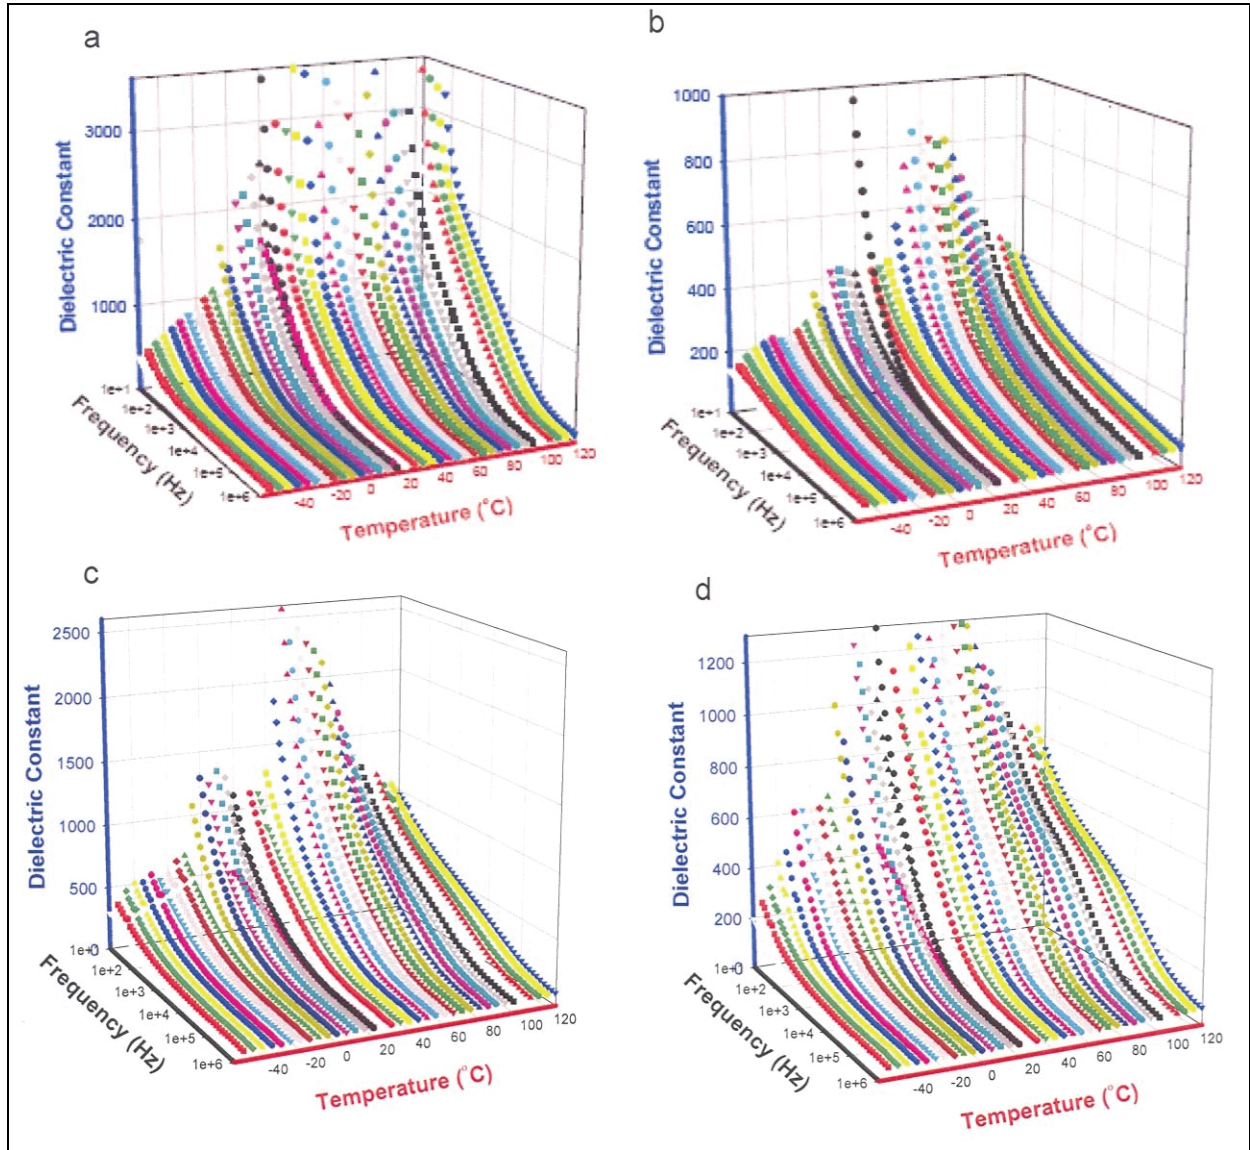 a
3000
2000
1000
Dielectric Constant
1e+1
1e+2
1e+3
1e+4
1e+5
1e+6
Frequency (Hz)
-40
-20
0
20
40
60
80
100
120
Temperature (°C)
b
1000
800
600
400
200
Dielectric Constant
1e+1
1e+2
1e+3
1e+4
1e+5
1e+6
Frequency (Hz)
-40
-20
0
20
40
60
80
100
120
Temperature (°C)
c
2500
2000
1500
1000
500
0
Dielectric Constant
1e+
1e+2
1e+3
1e+4
1e+5
1e+6
Frequency (Hz)
-40
-20
0
20
40
60
80
100
120
Temperature (°C)
d
1200
1000
800
600
400
200
0
Dielectric Constant
1e+
1e+2
1e+3
1e+4
1e+5
1e+6
Frequency (Hz)
-40
-20
0
20
40
60
80
100
120
Temperature (°C)